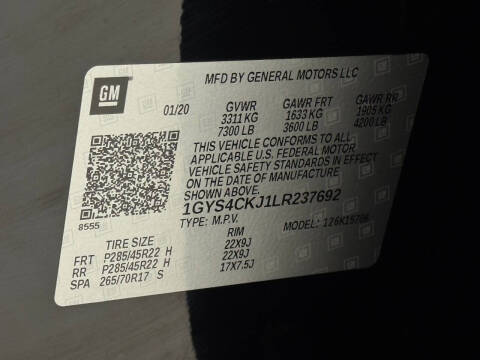 GM
MFD BY GENERAL MOTORS LLC
01/20 GVWR GAWR FRT GAWR RR
3311 KG 1633 KG 1905 KG
7300 LB 3600 LB 4200 LB
THIS VEHICLE CONFORMS TO ALL
APPLICABLE U.S. FEDERAL MOTOR
VEHICLE SAFETY STANDARDS IN EFFECT
ON THE DATE OF MANUFACTURE
SHOWN ABOVE.
1GYS4CKJ1LR237692
8555
TYPE: M.P.V. MODEL: 1Z6K15706
TIRE SIZE RIM
FRT P285/45R22 H 22X9J
RR P285/45R22 H 22X9J
SPA 265/70R17 S 17X7.5J